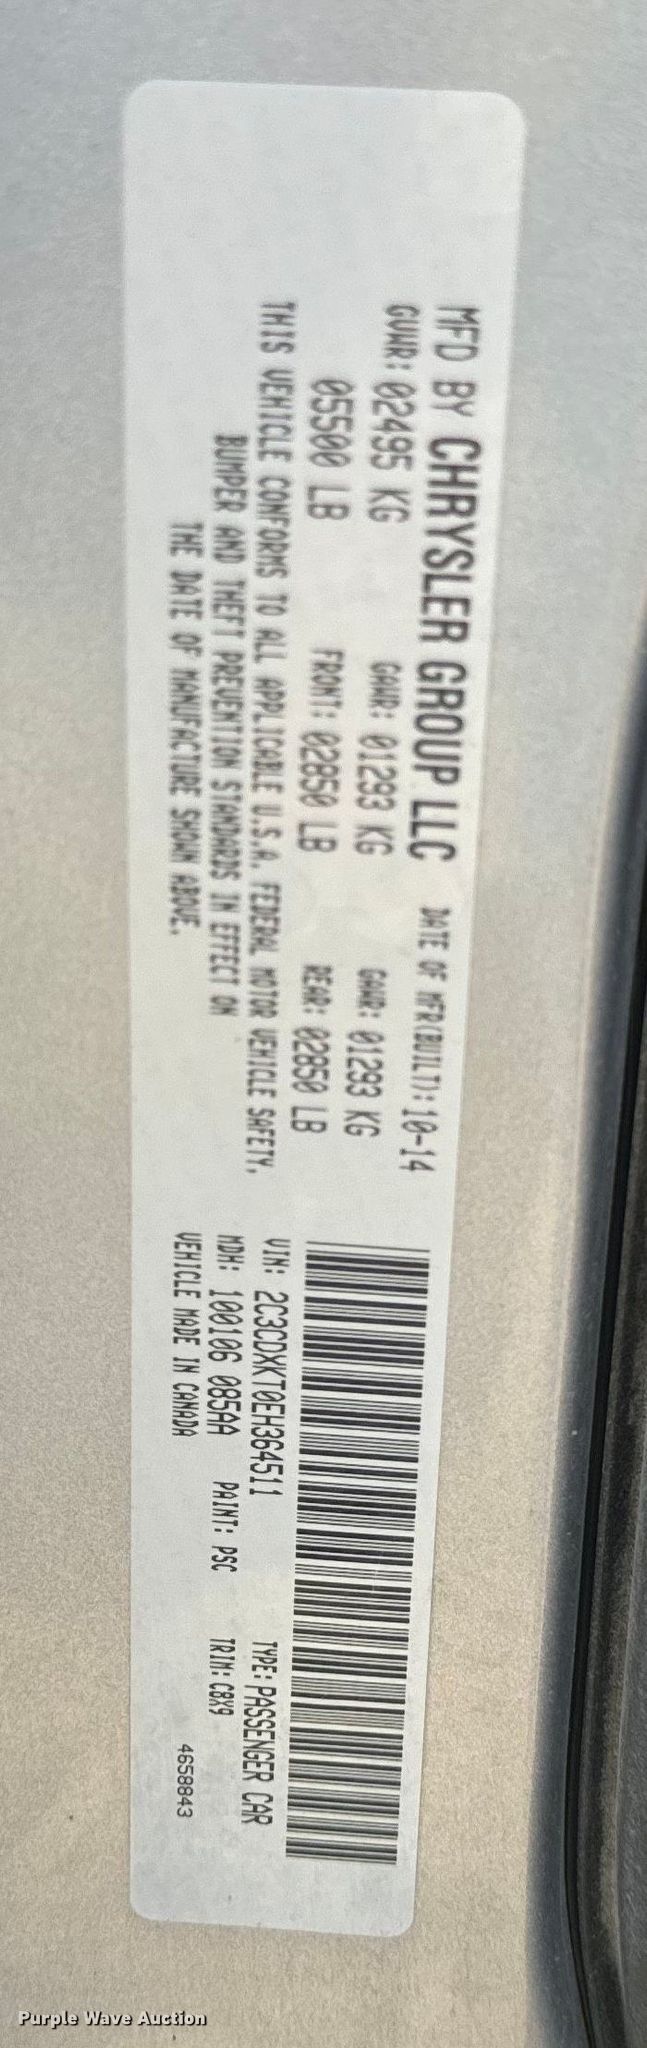 MFD BY CHRYSLER GROUP LLC DATE OF MFR(BUILT): 10-14
GVWR: 02495 KG GAWR: 01293 KG GAWR: 01293 KG
05500 LB FRONT: 02850 LB REAR: 02850 LB
THIS VEHICLE CONFORMS TO ALL APPLICABLE U.S.A. FEDERAL MOTOR VEHICLE SAFETY,
BUMPER AND THEFT PREVENTION STANDARDS IN EFFECT ON
THE DATE OF MANUFACTURE SHOWN ABOVE.
VIN: 2C3CDXKT0EH364511 TYPE: PASSENGER CAR
MDH: 100106 085AA PAINT: PSC TRIM: C8X9
VEHICLE MADE IN CANADA 4658843
Purple Wave Auction